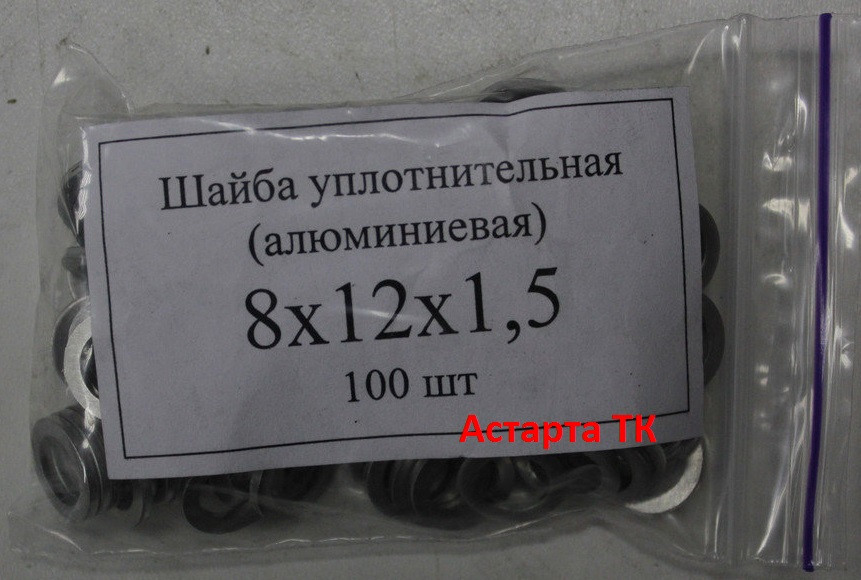 Шайба уплотнительная
(алюминиевая)
8х12х1,5
100 шт
Астарта ТК